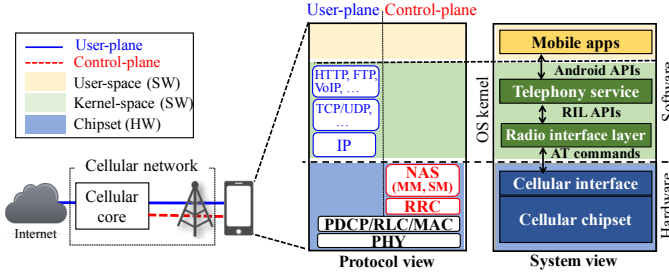 User-plane
Control-plane
User-space (SW)
Kernel-space (SW)
Chipset (HW)
Cellular network
Cellular
core
Internet
User-plane Control-plane
HTTP, FTP,
VoIP, …
TCP/UDP,
…
IP
NAS
(MM, SM)
RRC
PDCP/RLC/MAC
PHY
Protocol view
OS kernel
Mobile apps
Android APIs
Telephony service
RIL APIs
Radio interface layer
AT commands
Cellular interface
Cellular chipset
System view
Software
Hardware